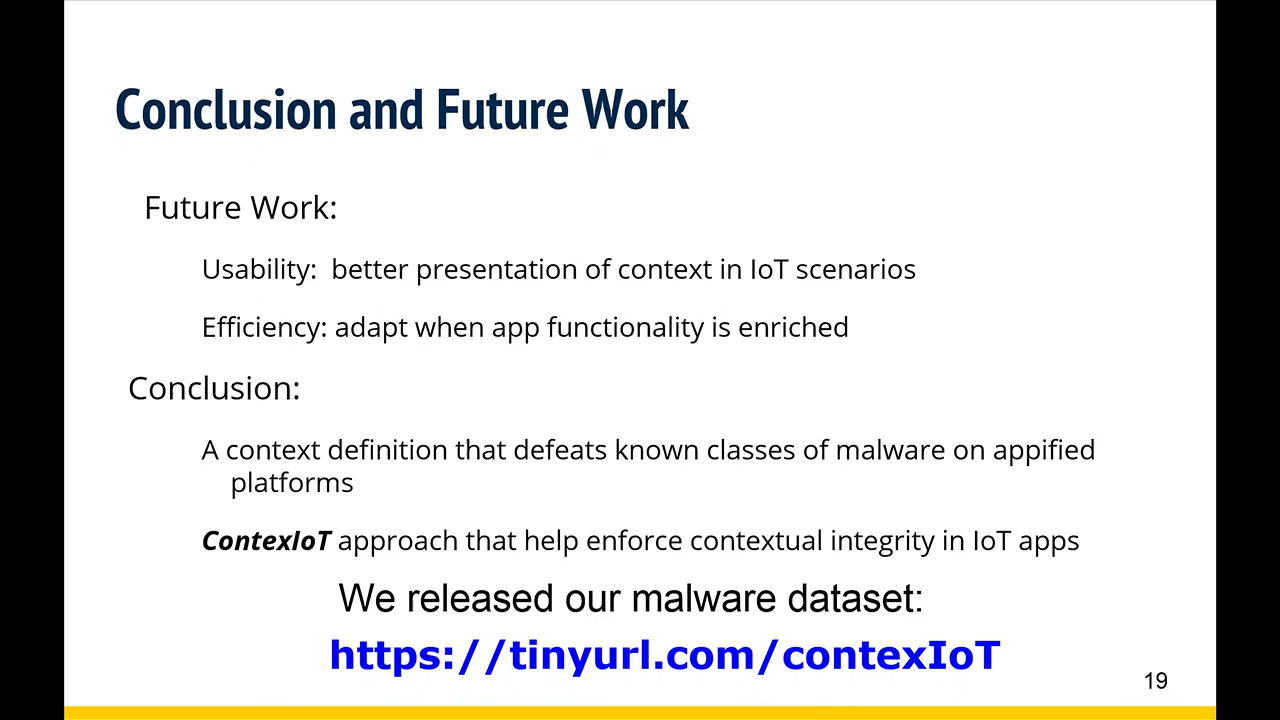 Conclusion and Future Work
Future Work:
Usability:  better presentation of context in IoT scenarios
Efficiency: adapt when app functionality is enriched
Conclusion:
A context definition that defeats known classes of malware on appified
platforms
ContexIoT approach that help enforce contextual integrity in IoT apps
We released our malware dataset:
https://tinyurl.com/contexIoT
19